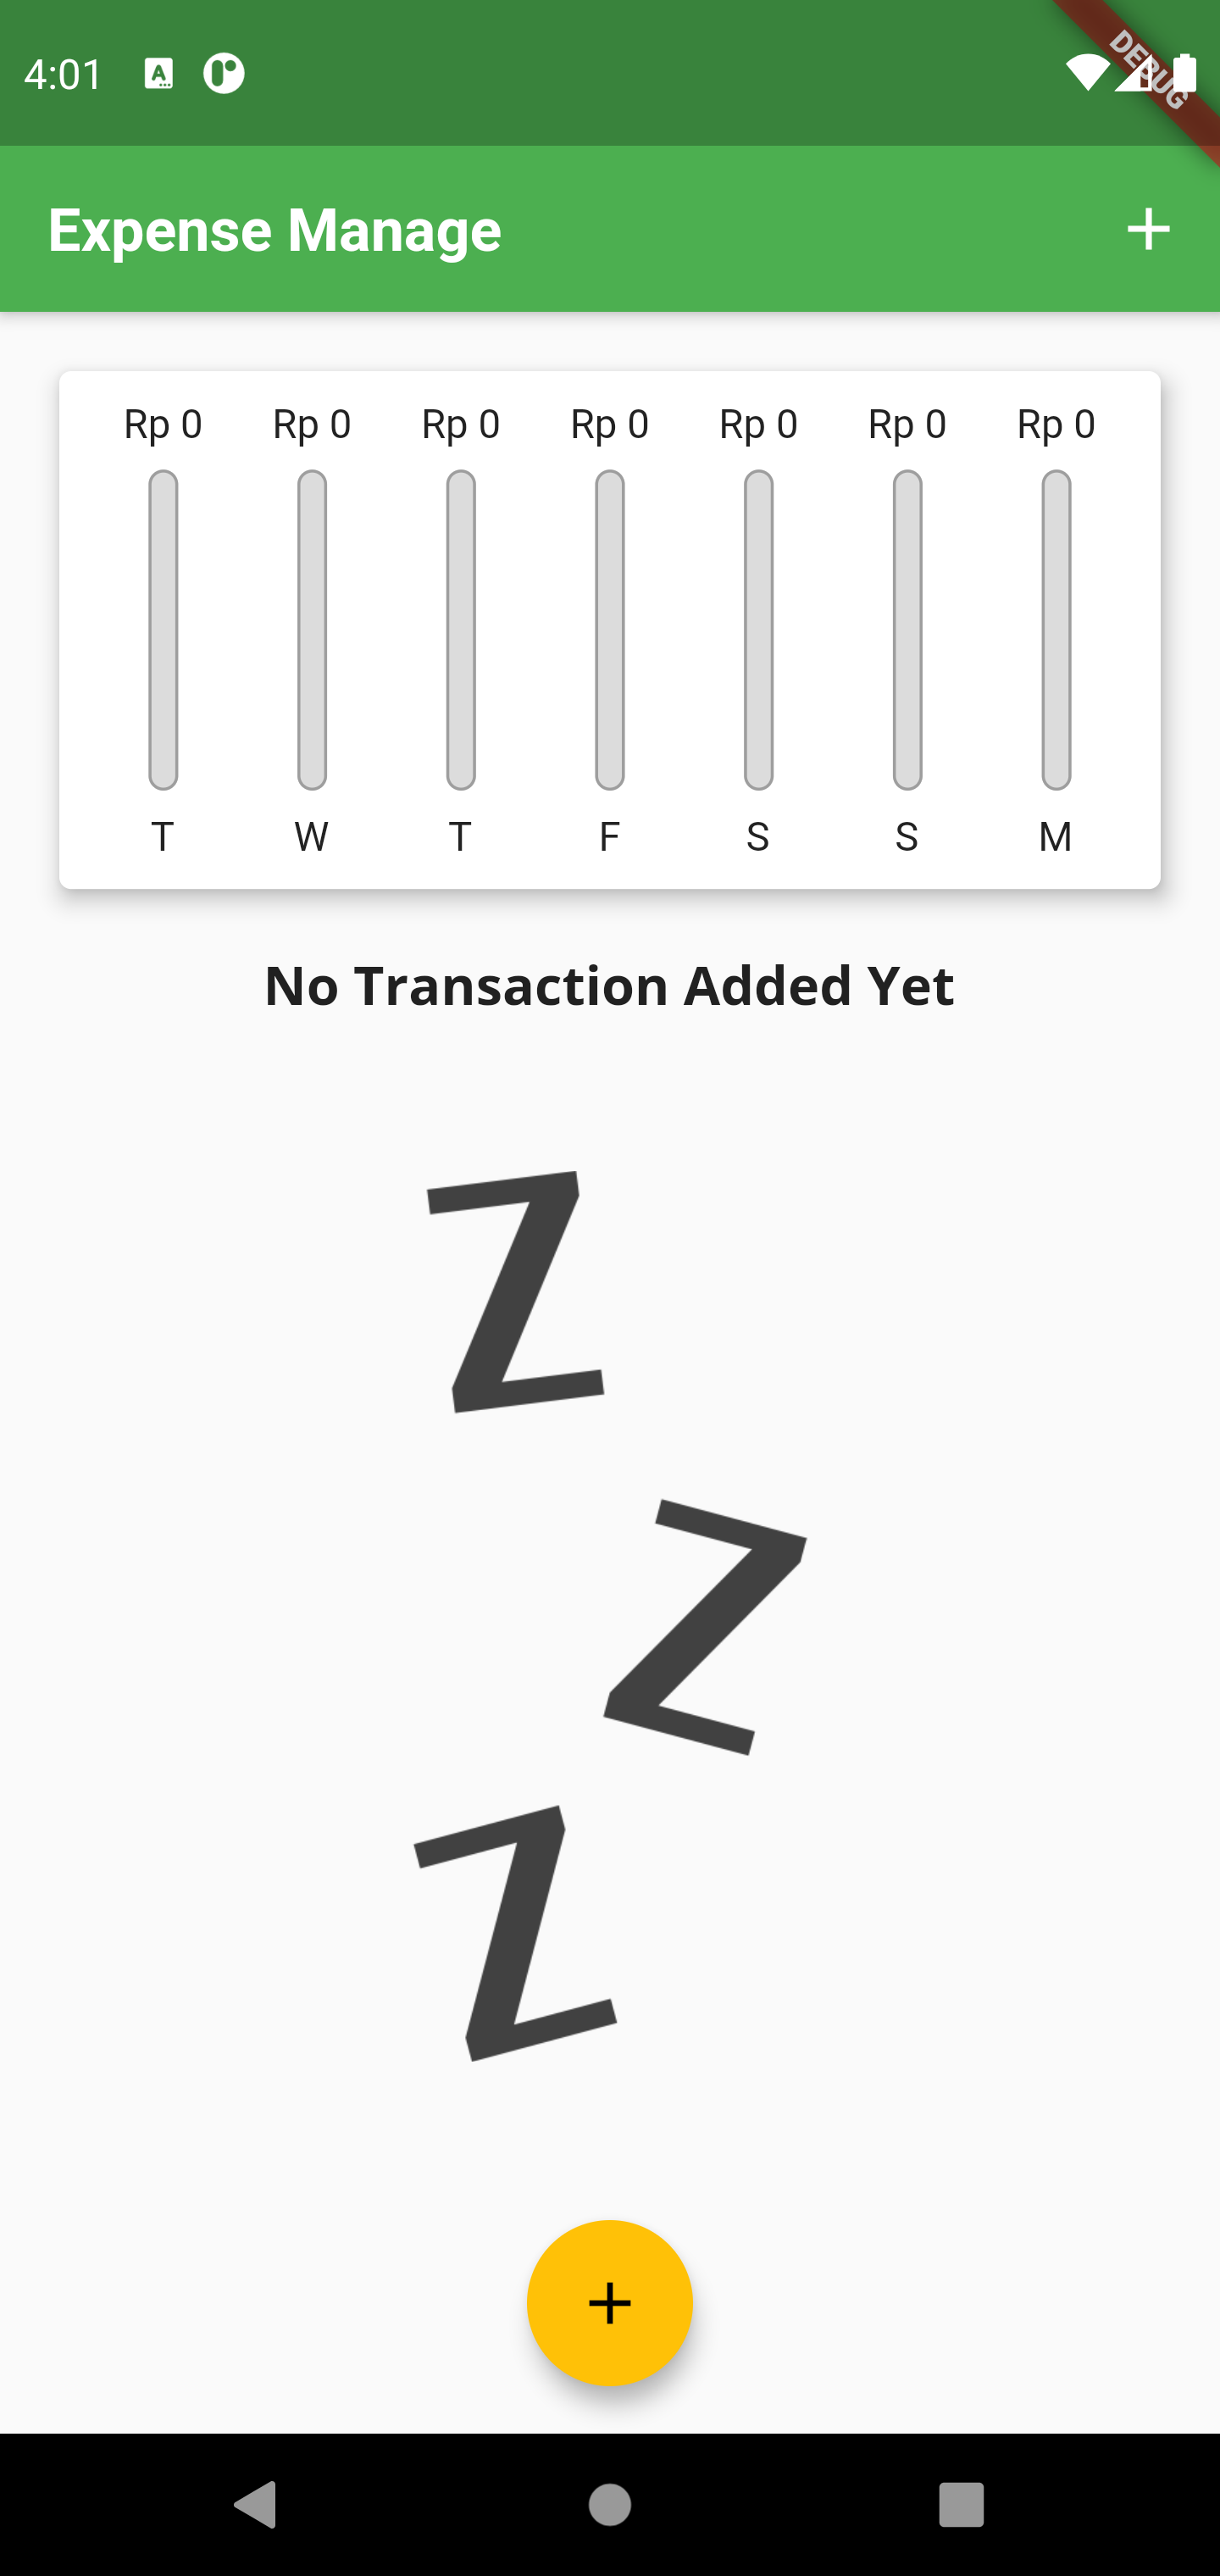 4:01 A
DEBUG
Expense Manage
Rp 0 Rp 0 Rp 0 Rp 0 Rp 0 Rp 0 Rp 0
T W T F S S M
No Transaction Added Yet
Z
Z
Z